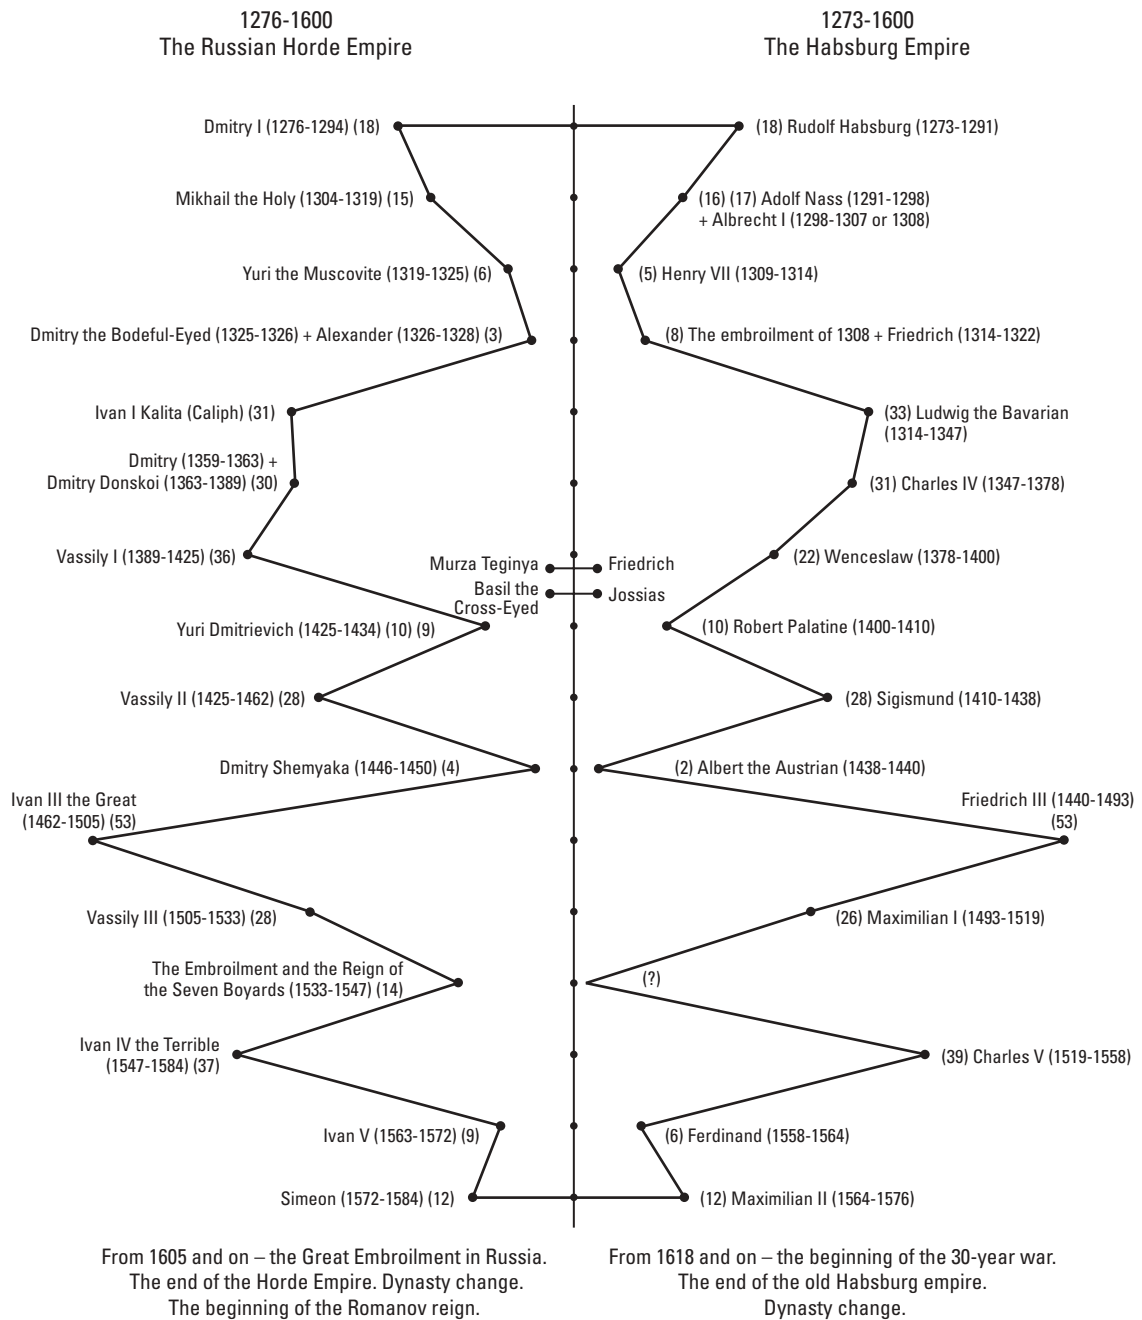 1276-1600
The Russian Horde Empire
1273-1600
The Habsburg Empire
Dmitry I (1276-1294) (18)
(18) Rudolf Habsburg (1273-1291)
Mikhail the Holy (1304-1319) (15)
(16) (17) Adolf Nass (1291-1298)
+ Albrecht I (1298-1307 or 1308)
Yuri the Muscovite (1319-1325) (6)
(5) Henry VII (1309-1314)
Dmitry the Bodeful-Eyed (1325-1326) + Alexander (1326-1328) (3)
(8) The embroilment of 1308 + Friedrich (1314-1322)
Ivan I Kalita (Caliph) (31)
(33) Ludwig the Bavarian
(1314-1347)
Dmitry (1359-1363) +
Dmitry Donskoi (1363-1389) (30)
(31) Charles IV (1347-1378)
Vassily I (1389-1425) (36)
(22) Wenceslaw (1378-1400)
Murza Teginya
Friedrich
Basil the
Cross-Eyed
Jossias
Yuri Dmitrievich (1425-1434) (10) (9)
(10) Robert Palatine (1400-1410)
Vassily II (1425-1462) (28)
(28) Sigismund (1410-1438)
Dmitry Shemyaka (1446-1450) (4)
(2) Albert the Austrian (1438-1440)
Ivan III the Great
(1462-1505) (53)
Friedrich III (1440-1493)
(53)
Vassily III (1505-1533) (28)
(26) Maximilian I (1493-1519)
The Embroilment and the Reign of
the Seven Boyards (1533-1547) (14)
(?)
Ivan IV the Terrible
(1547-1584) (37)
(39) Charles V (1519-1558)
Ivan V (1563-1572) (9)
(6) Ferdinand (1558-1564)
Simeon (1572-1584) (12)
(12) Maximilian II (1564-1576)
From 1605 and on – the Great Embroilment in Russia.
The end of the Horde Empire. Dynasty change.
The beginning of the Romanov reign.
From 1618 and on – the beginning of the 30-year war.
The end of the old Habsburg empire.
Dynasty change.